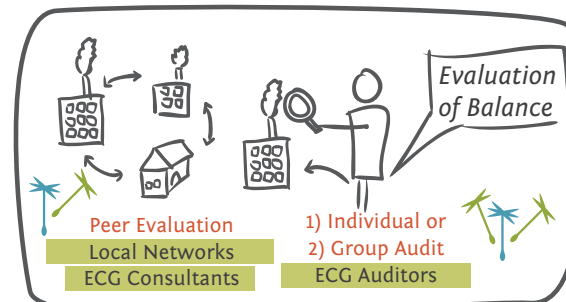 Evaluation
of Balance
Peer Evaluation
Local Networks
ECG Consultants
1) Individual or
2) Group Audit
ECG Auditors